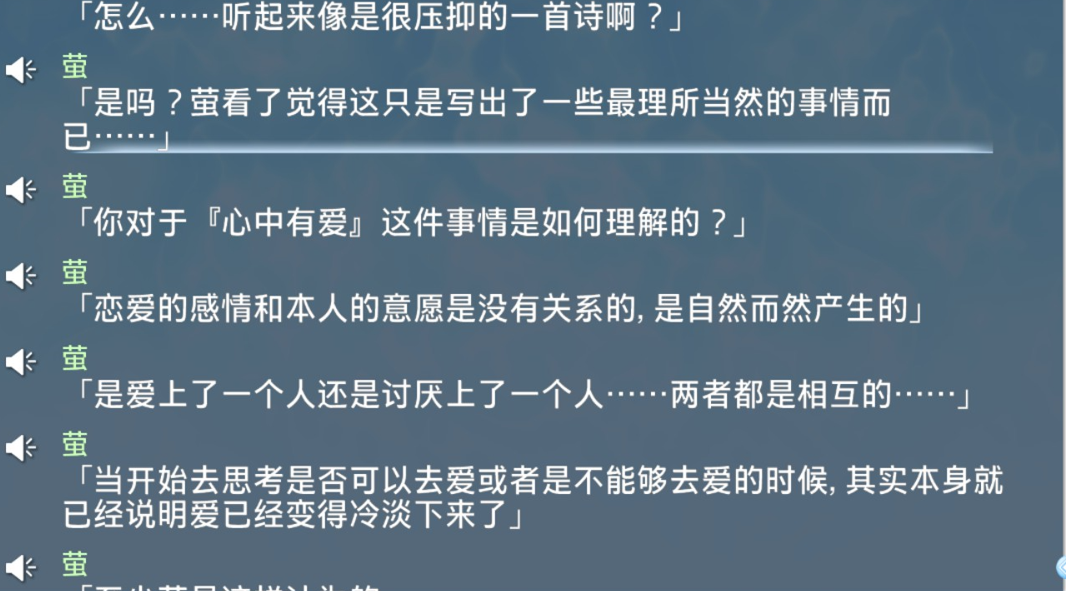 「怎么……听起来像是很压抑的一首诗啊？」
萤
「是吗？萤看了觉得这只是写出了一些最理所当然的事情而
已……」
萤
「你对于『心中有爱』这件事情是如何理解的？」
萤
「恋爱的感情和本人的意愿是没有关系的, 是自然而然产生的」
萤
「是爱上了一个人还是讨厌上了一个人……两者都是相互的……」
萤
「当开始去思考是否可以去爱或者是不能够去爱的时候, 其实本身就
已经说明爱已经变得冷淡下来了」
萤